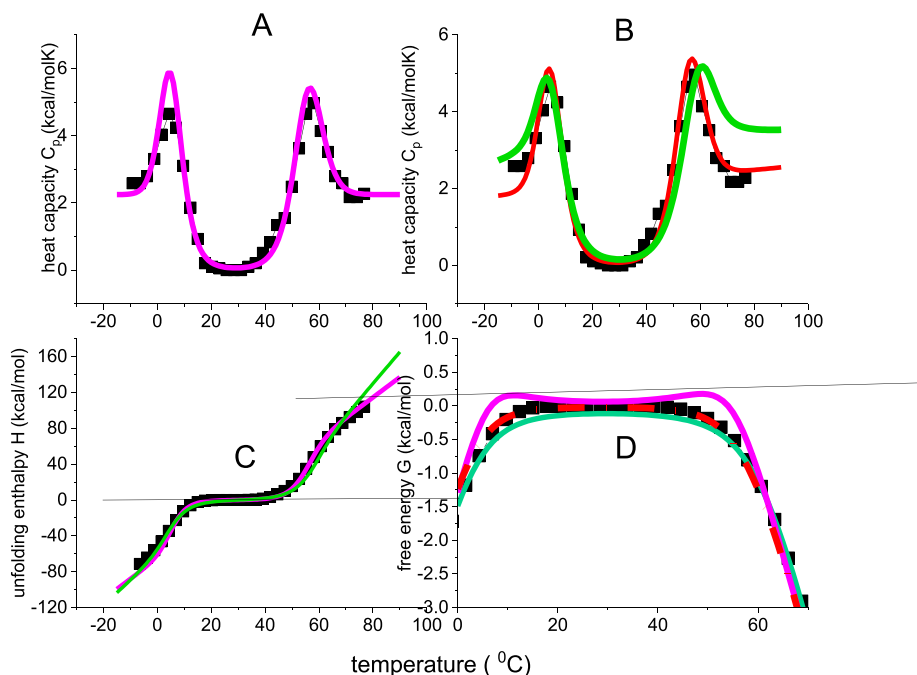 A
B
heat capacity Cp (kcal/molK)
6
4
2
0
-20 0 20 40 60 80 100
heat capacity Cp (kcal/molK)
6
4
2
0
-20 0 20 40 60 80 100
unfolding enthalpy H (kcal/mol)
160
120
80
40
0
-40
-80
-120
C
-20 0 20 40 60 80 100
free energy G (kcal/mol)
1.0
0.5
0.0
-0.5
-1.0
-1.5
-2.0
-2.5
-3.0
D
0 20 40 60
temperature ( 0C)